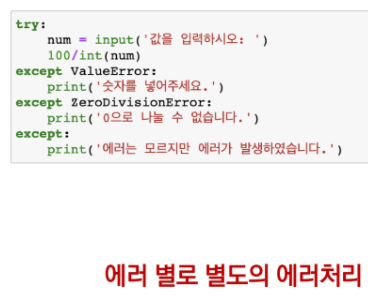 try:
    num = input('값을 입력하시오: ')
    100/int(num)
except ValueError:
    print('숫자를 넣어주세요.')
except ZeroDivisionError:
    print('0으로 나눌 수 없습니다.')
except:
    print('에러는 모르지만 에러가 발생하였습니다.')
에러 별로 별도의 에러처리